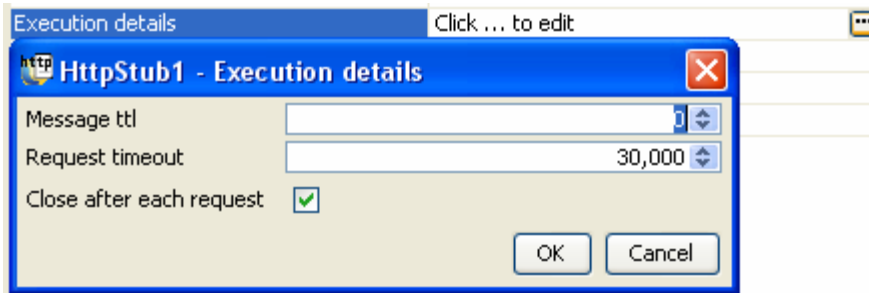 Execution details Click ... to edit ...
http HttpStub1 - Execution details
Message ttl 0
Request timeout 30,000
Close after each request
OK Cancel